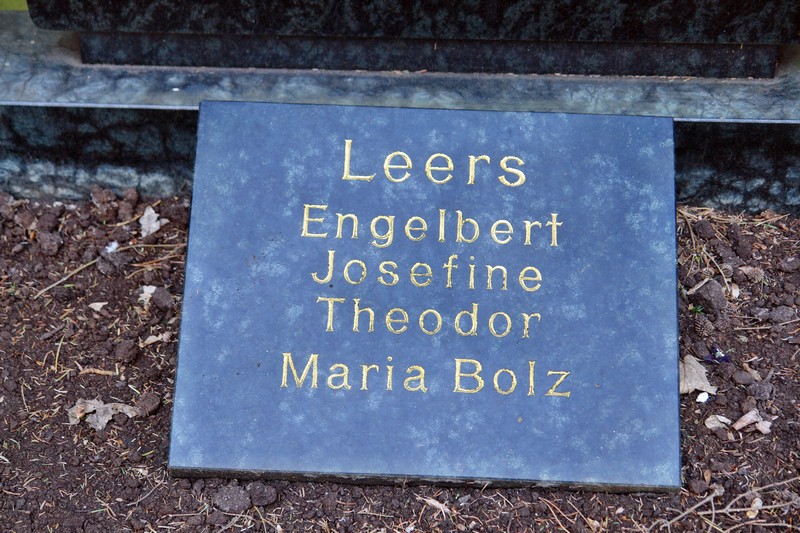 Leers
Engelbert
Josefine
Theodor
Maria Bolz